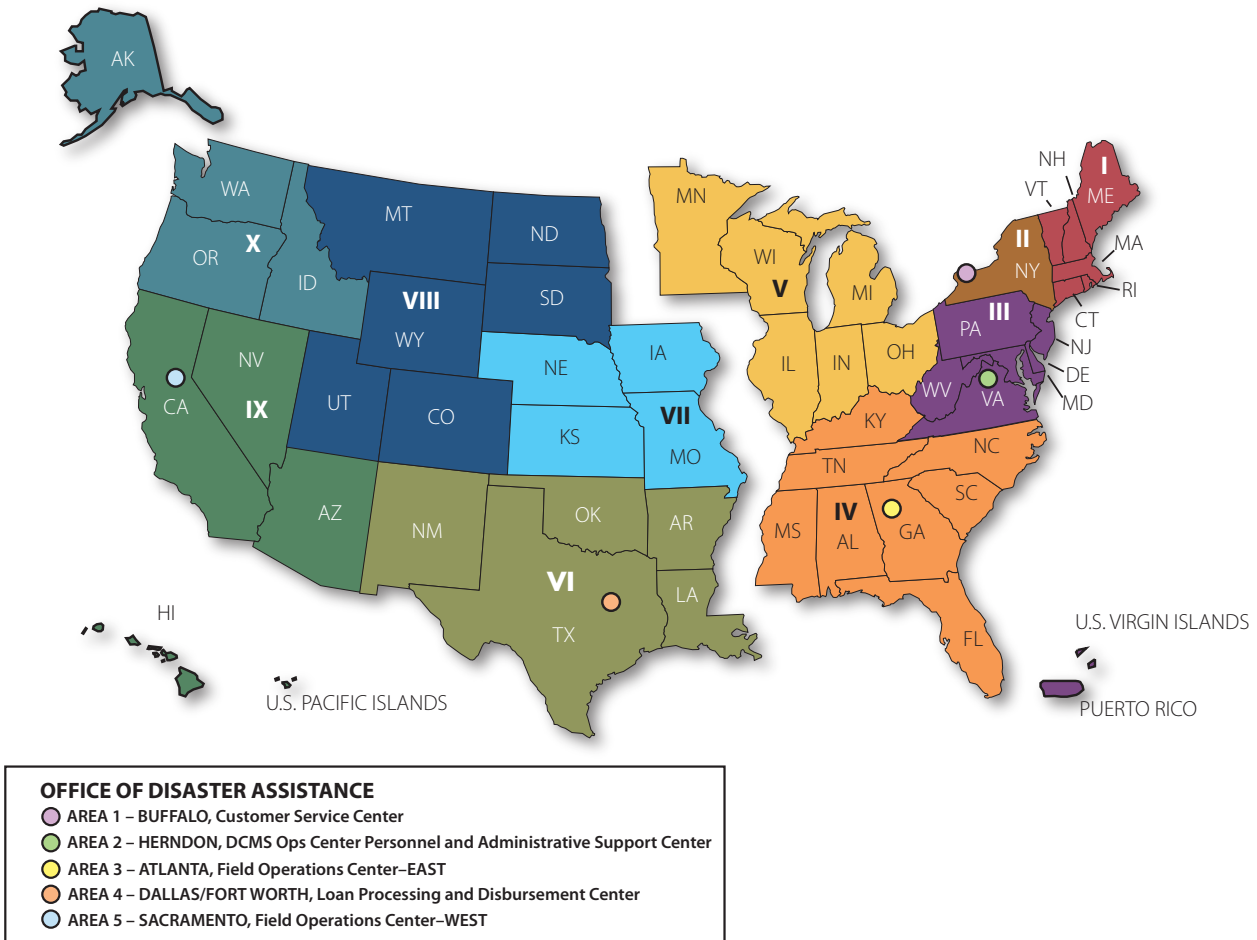 AK
NH
I
VT
ME
WA
MT
MN
II
MA
ND
X
OR
WI
NY
RI
ID
SD
VIII
V
MI
III
CT
WY
PA
NJ
NV
IA
OH
NE
IL
IN
DE
UT
WV
VA
MD
CA
IX
CO
VII
KY
KS
MO
NC
TN
SC
AZ
NM
OK
AR
MS
IV
AL
GA
VI
LA
HI
TX
FL
U.S. VIRGIN ISLANDS
U.S. PACIFIC ISLANDS
PUERTO RICO
OFFICE OF DISASTER ASSISTANCE
AREA 1 – BUFFALO, Customer Service Center
AREA 2 – HERNDON, DCMS Ops Center Personnel and Administrative Support Center
AREA 3 – ATLANTA, Field Operations Center–EAST
AREA 4 – DALLAS/FORT WORTH, Loan Processing and Disbursement Center
AREA 5 – SACRAMENTO, Field Operations Center–WEST